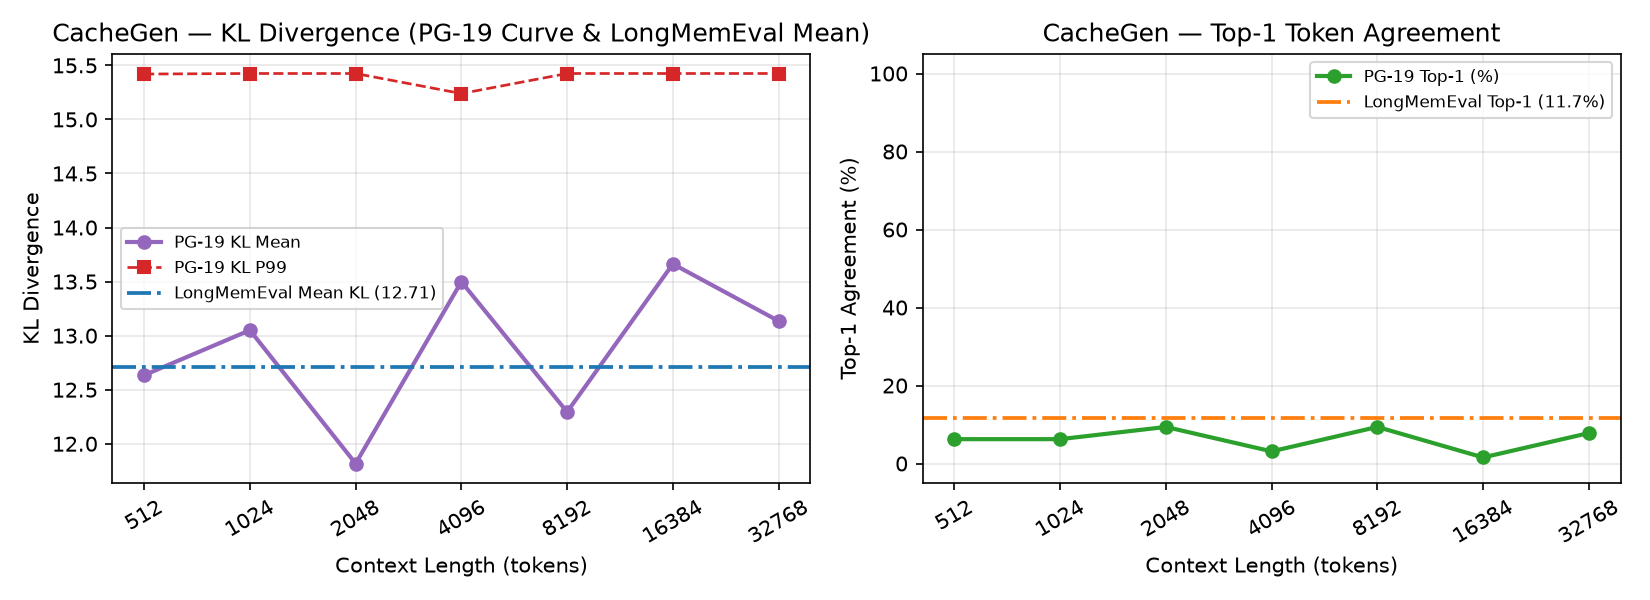 CacheGen — KL Divergence (PG-19 Curve & LongMemEval Mean)
KL Divergence
15.5
15.0
14.5
14.0
13.5
13.0
12.5
12.0
PG-19 KL Mean
PG-19 KL P99
LongMemEval Mean KL (12.71)
512
1024
2048
4096
8192
16384
32768
Context Length (tokens)
CacheGen — Top-1 Token Agreement
Top-1 Agreement (%)
100
80
60
40
20
0
PG-19 Top-1 (%)
LongMemEval Top-1 (11.7%)
512
1024
2048
4096
8192
16384
32768
Context Length (tokens)